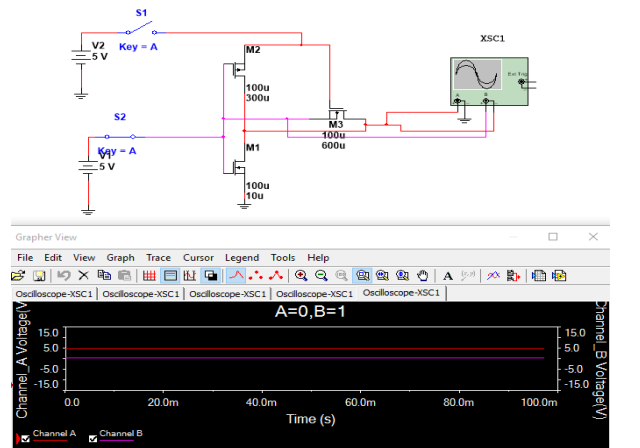 S1
XSC1
V2 Key = A
5 V
M2
Ext Trig
A B
100u
300u
S2
M3
100u
600u
Key = A
V1
5 V
M1
100u
10u
Grapher View
File Edit View Graph Trace Cursor Legend Tools Help
Oscilloscope-XSC1 Oscilloscope-XSC1 Oscilloscope-XSC1 Oscilloscope-XSC1 Oscilloscope-XSC1
A=0,B=1
Channel_A Voltage(V)
15.0
5.0
-5.0
-15.0
15.0
5.0
-5.0
-15.0
Channel_B Voltage(V)
0.0 20.0m 40.0m 60.0m 80.0m 100.0m
Time (s)
Channel A Channel B